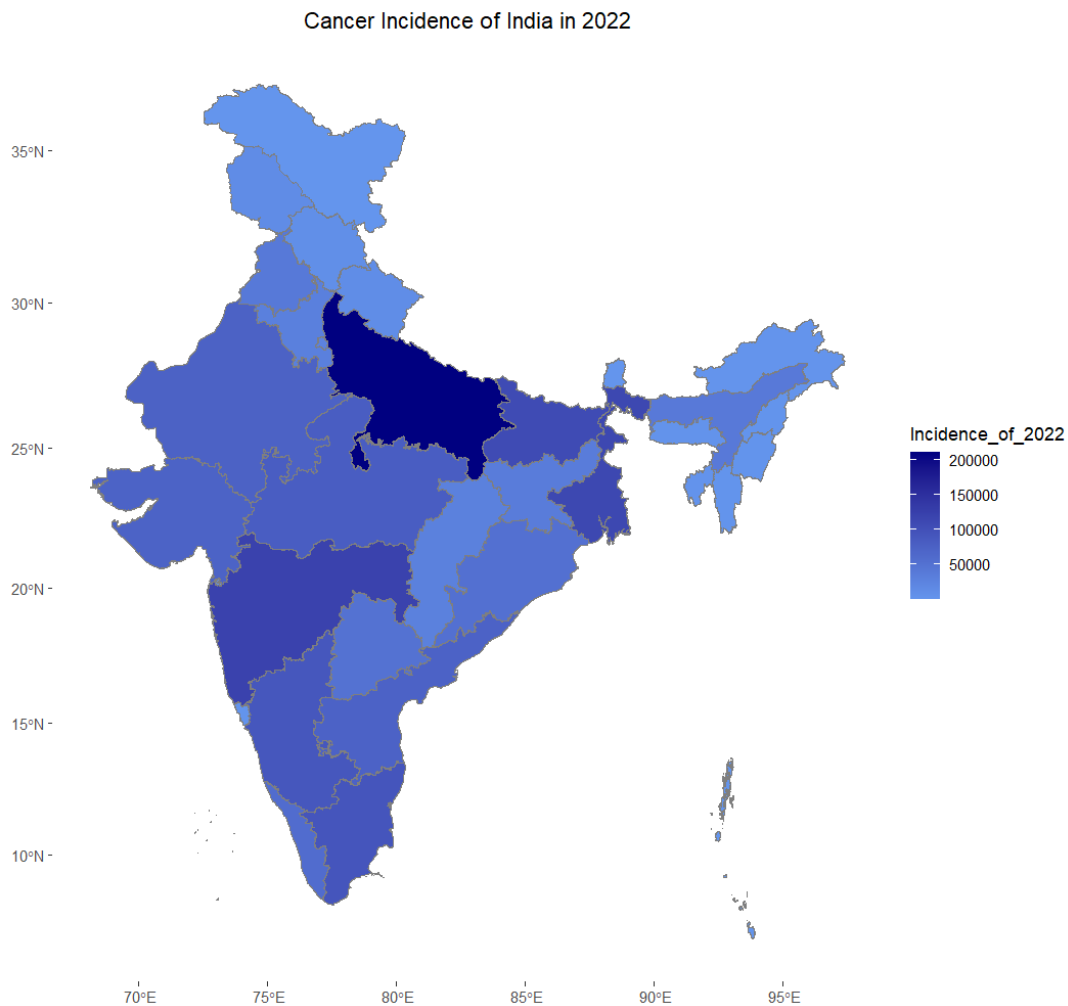 Cancer Incidence of India in 2022
35°N
30°N
25°N
20°N
15°N
10°N
70°E 75°E 80°E 85°E 90°E 95°E
Incidence_of_2022
200000
150000
100000
50000